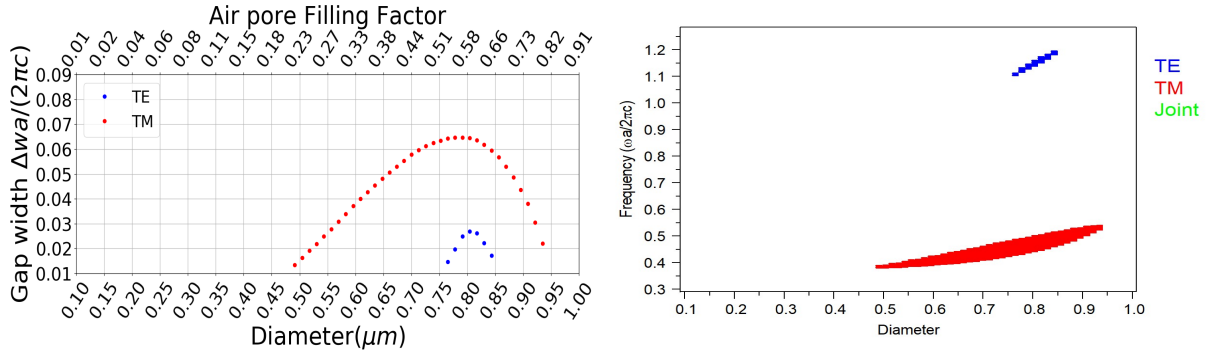 Air pore Filling Factor
0.01 0.02 0.04 0.06 0.08 0.11 0.15 0.18 0.23 0.27 0.33 0.38 0.44 0.51 0.58 0.66 0.73 0.82 0.91
Gap width Δwa/(2πc)
0.09
0.08
0.07
0.06
0.05
0.04
0.03
0.02
0.01
TE
TM
0.10 0.15 0.20 0.25 0.30 0.35 0.40 0.45 0.50 0.55 0.60 0.65 0.70 0.75 0.80 0.85 0.90 0.95 1.00
Diameter(μm)
Frequency (ωa/2πc)
1.2
1.1
1.0
0.9
0.8
0.7
0.6
0.5
0.4
0.3
0.1 0.2 0.3 0.4 0.5 0.6 0.7 0.8 0.9 1.0
Diameter
TE
TM
Joint